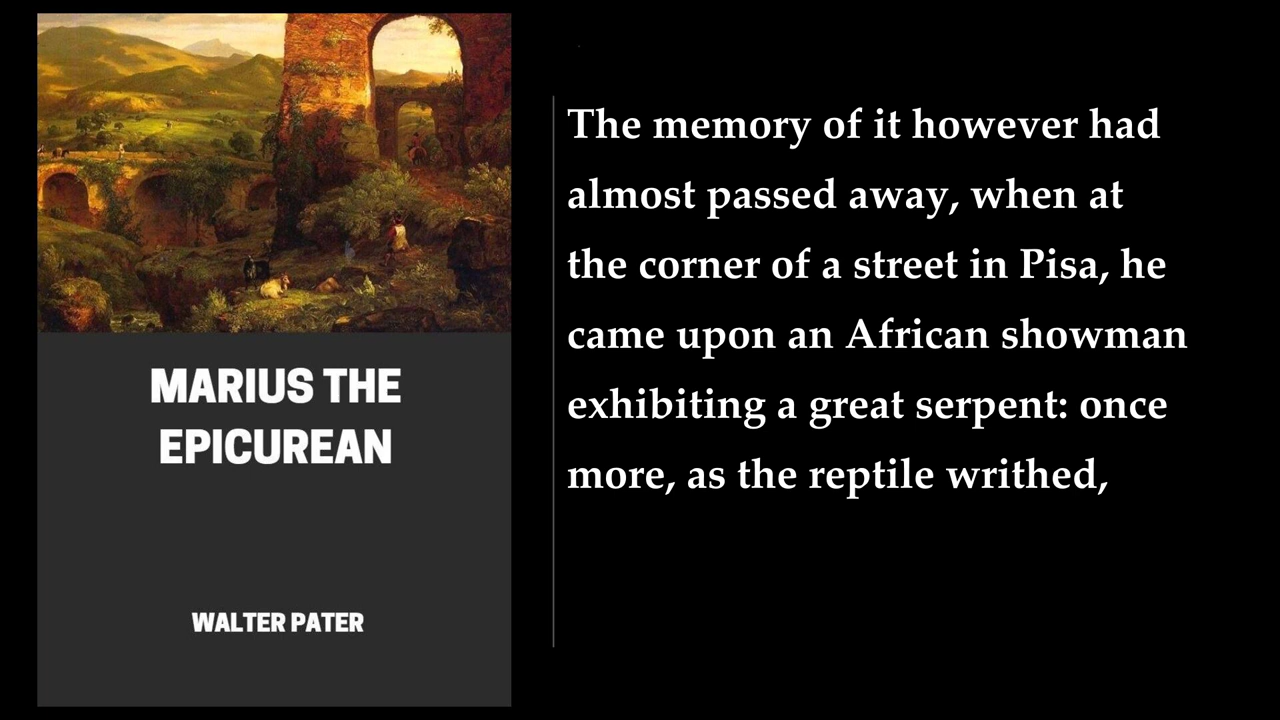 MARIUS THE
EPICUREAN
WALTER PATER
The memory of it however had
almost passed away, when at
the corner of a street in Pisa, he
came upon an African showman
exhibiting a great serpent: once
more, as the reptile writhed,